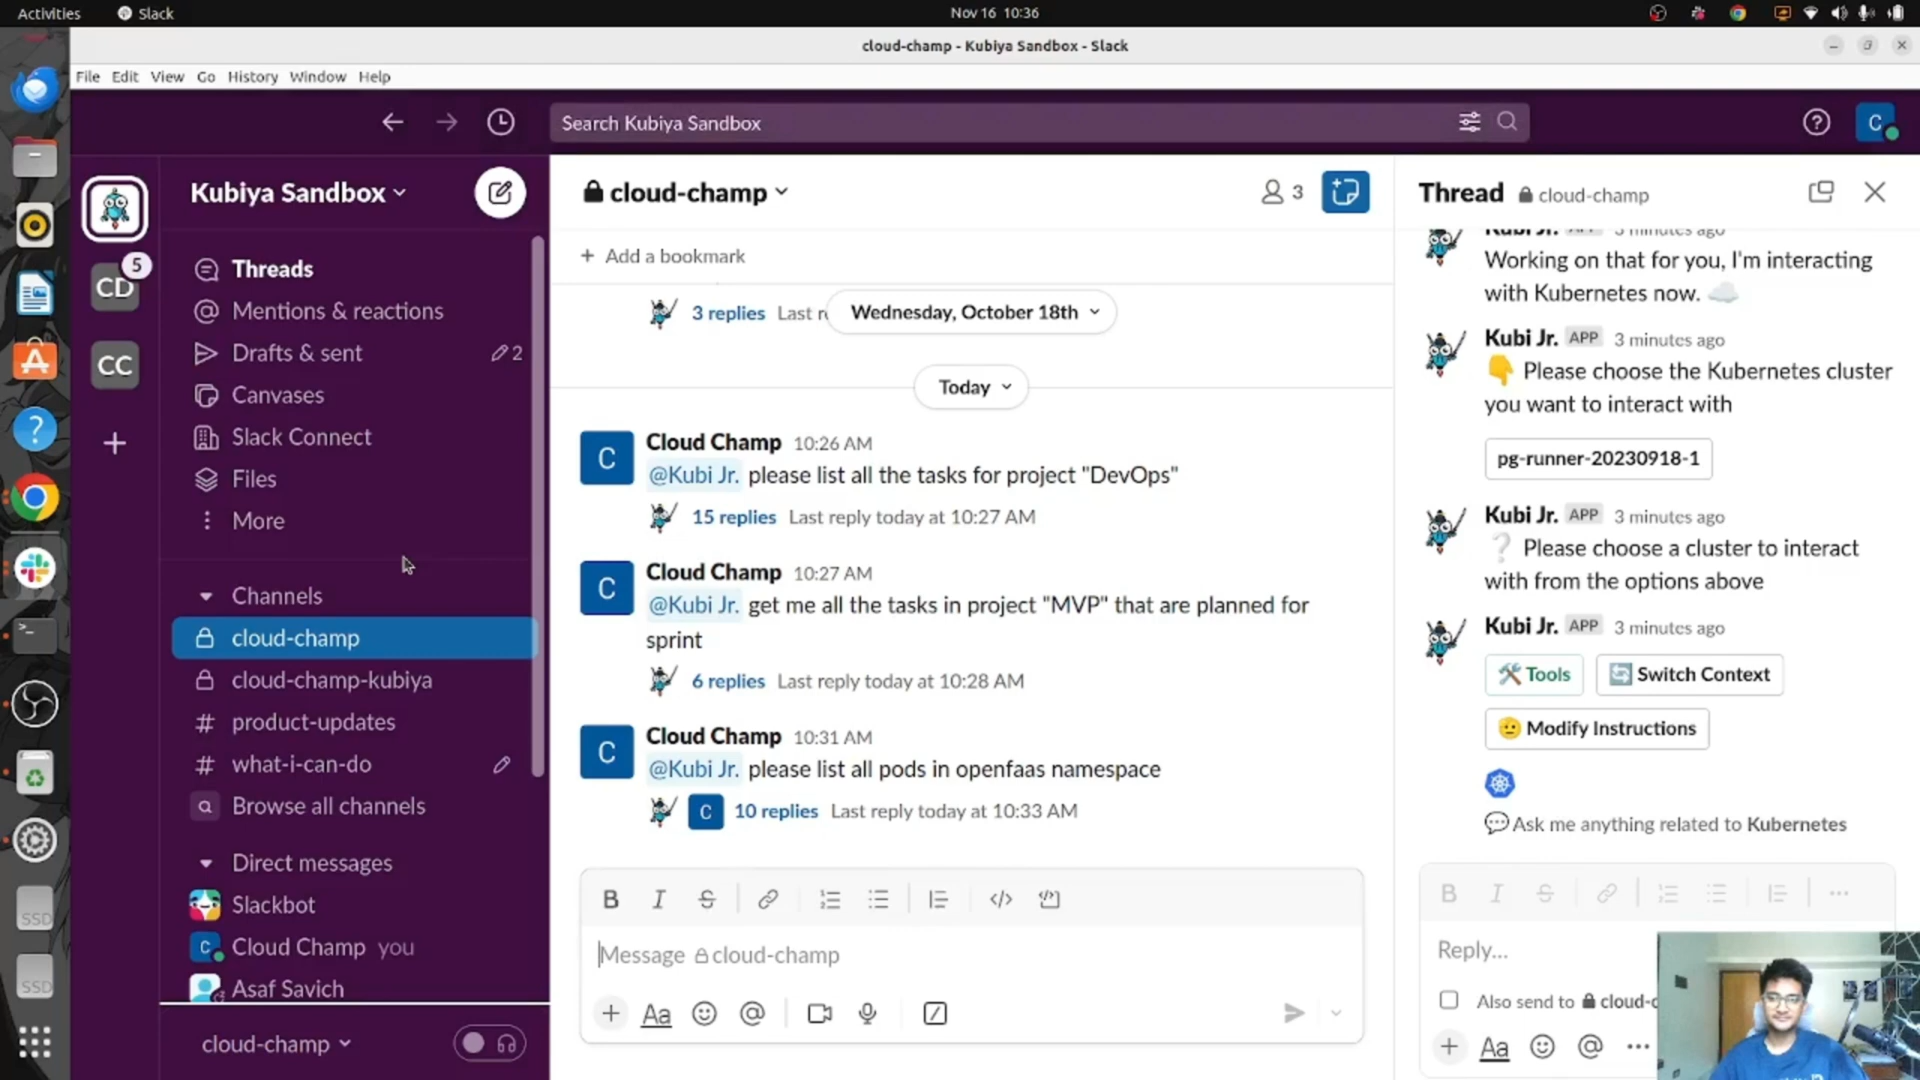 Activities
Slack
Nov 16 10:36
cloud-champ - Kubiya Sandbox - Slack
File Edit View Go History Window Help
Search Kubiya Sandbox
C
Kubiya Sandbox
5
CD
CC
Threads
Mentions & reactions
Drafts & sent
2
Canvases
Slack Connect
Files
More
Channels
cloud-champ
cloud-champ-kubiya
product-updates
what-i-can-do
Browse all channels
Direct messages
Slackbot
C
Cloud Champ you
Asaf Savich
cloud-champ
SSD
SSD
cloud-champ
3
+ Add a bookmark
3 replies Last
Wednesday, October 18th
Today
C
Cloud Champ 10:26 AM
@Kubi Jr. please list all the tasks for project "DevOps"
15 replies Last reply today at 10:27 AM
C
Cloud Champ 10:27 AM
@Kubi Jr. get me all the tasks in project "MVP" that are planned for
sprint
6 replies Last reply today at 10:28 AM
C
Cloud Champ 10:31 AM
@Kubi Jr. please list all pods in openfaas namespace
C
10 replies Last reply today at 10:33 AM
B I S
Message cloud-champ
+ Aa @
Thread cloud-champ
Kubi Jr. APP 3 minutes ago
Working on that for you, I'm interacting
with Kubernetes now.
Kubi Jr. APP 3 minutes ago
Please choose the Kubernetes cluster
you want to interact with
pg-runner-20230918-1
Kubi Jr. APP 3 minutes ago
Please choose a cluster to interact
with from the options above
Kubi Jr. APP 3 minutes ago
Tools
Switch Context
Modify Instructions
Ask me anything related to Kubernetes
B I S
Reply...
Also send to cloud-c
+ Aa @